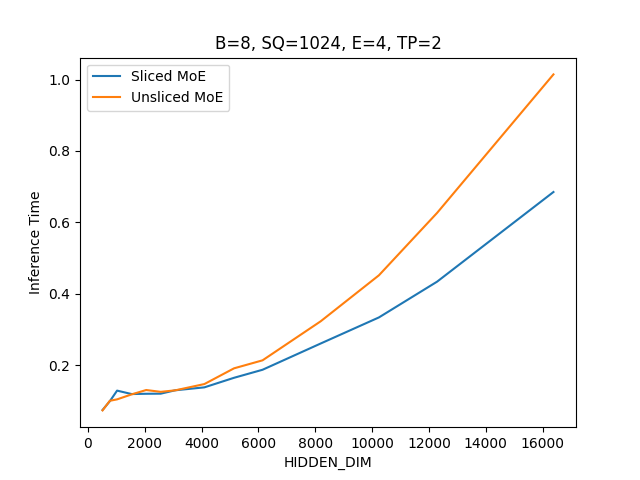 B=8, SQ=1024, E=4, TP=2
Sliced MoE
Unsliced MoE
Inference Time
1.0
0.8
0.6
0.4
0.2
0 2000 4000 6000 8000 10000 12000 14000 16000
HIDDEN_DIM